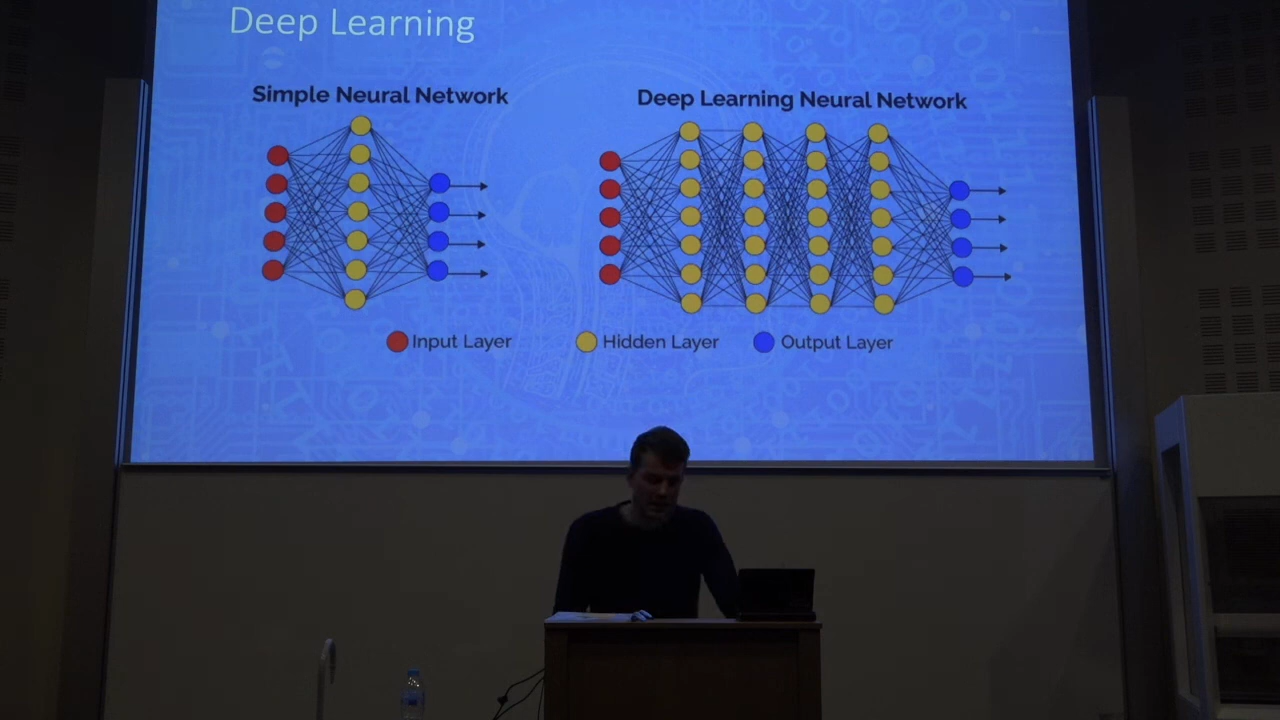 Deep Learning
Simple Neural Network
Deep Learning Neural Network
Input Layer
Hidden Layer
Output Layer